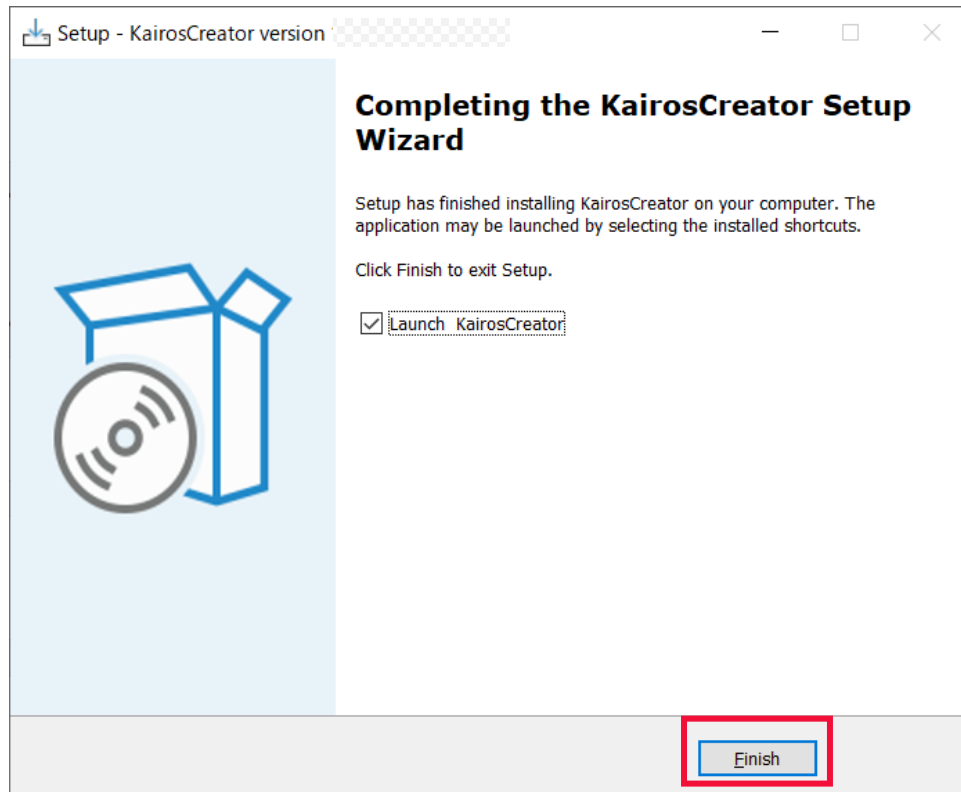 Setup - KairosCreator version
Completing the KairosCreator Setup
Wizard
Setup has finished installing KairosCreator on your computer. The
application may be launched by selecting the installed shortcuts.
Click Finish to exit Setup.
Launch KairosCreator
Finish